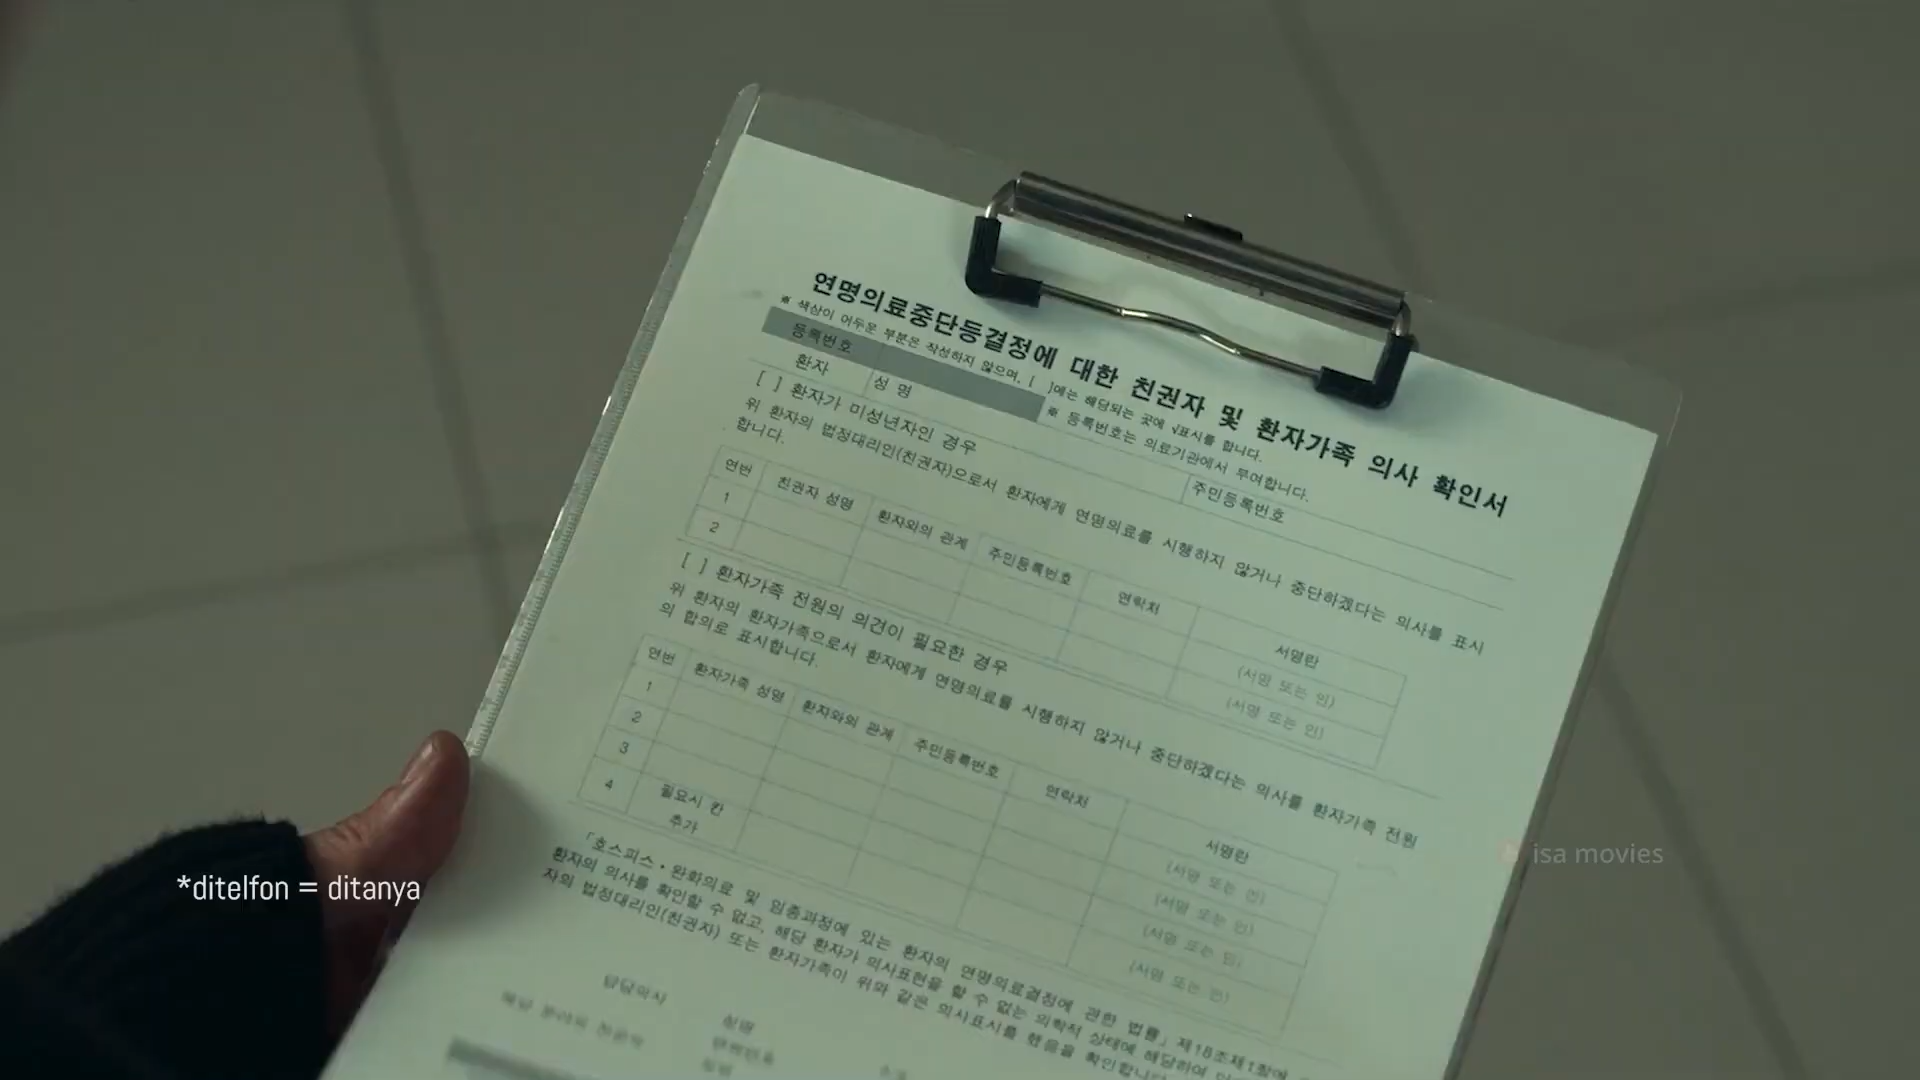 연명의료중단등결정에 대한 친권자 및 환자가족 의사 확인서
※ 색상이 어두운 부분은 작성하지 않으며, [ ]에는 해당되는 곳에 √표시를 합니다.
등록번호
※ 등록번호는 의료기관에서 부여합니다.
환자
성 명
주민등록번호
[ ] 환자가 미성년자인 경우
위 환자의 법정대리인(친권자)으로서 환자에게 연명의료를 시행하지 않거나 중단하겠다는 의사를 표시
합니다.
연번 친권자 성명 환자와의 관계 주민등록번호 연락처 서명란
1 (서명 또는 인)
2 (서명 또는 인)
[ ] 환자가족 전원의 의견이 필요한 경우
위 환자의 환자가족으로서 환자에게 연명의료를 시행하지 않거나 중단하겠다는 의사를 환자가족 전원
의 합의로 표시합니다.
연번 환자가족 성명 환자와의 관계 주민등록번호 연락처 서명란
1 (서명 또는 인)
2 (서명 또는 인)
3 (서명 또는 인)
4 필요시 칸 (서명 또는 인)
추가
「호스피스・완화의료 및 임종과정에 있는 환자의 연명의료결정에 관한 법률」 제18조제1항에
환자의 의사를 확인할 수 없고, 해당 환자가 의사표현을 할 수 없는 의학적 상태에 해당하여
자의 법정대리인(친권자) 또는 환자가족이 위와 같은 의사표시를 했음을 확인합니다
담당의사
성명
isa movies
*ditelfon = ditanya